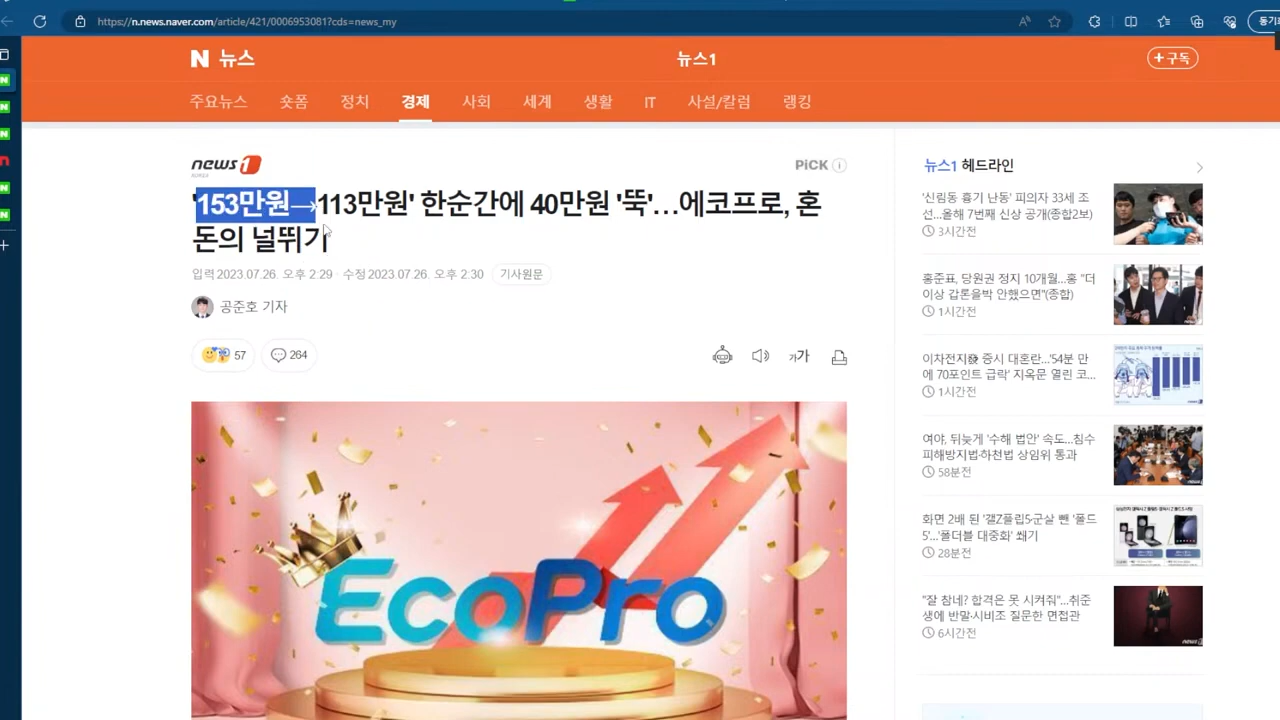 https://n.news.naver.com/article/421/0006953081?cds=news_my
동기
N 뉴스
뉴스1
+구독
주요뉴스 숏폼 정치 경제 사회 세계 생활 IT 사설/칼럼 랭킹
news1
PiCK
'153만원→113만원' 한순간에 40만원 '뚝'…에코프로, 혼
돈의 널뛰기
입력 2023.07.26. 오후 2:29 · 수정 2023.07.26. 오후 2:30 기사원문
공준호 기자
57 264
가가
EcoPro
뉴스1 헤드라인
'신림동 흉기 난동' 피의자 33세 조
선…올해 7번째 신상 공개(종합2보)
3시간전
홍준표, 당원권 정지 10개월…홍 "더
이상 갑론을박 안했으면"(종합)
1시간전
이차전지發 증시 대혼란…'54분 만
에 70포인트 급락' 지옥문 열린 코…
1시간전
여야, 뒤늦게 '수해 법안' 속도…침수
피해방지법·하천법 상임위 통과
58분전
화면 2배 된 '갤Z플립5·군살 뺀 '폴드
5'…'폴더블 대중화' 쐐기
28분전
"잘 참네? 합격은 못 시켜줘"…취준
생에 반말·시비조 질문한 면접관
6시간전